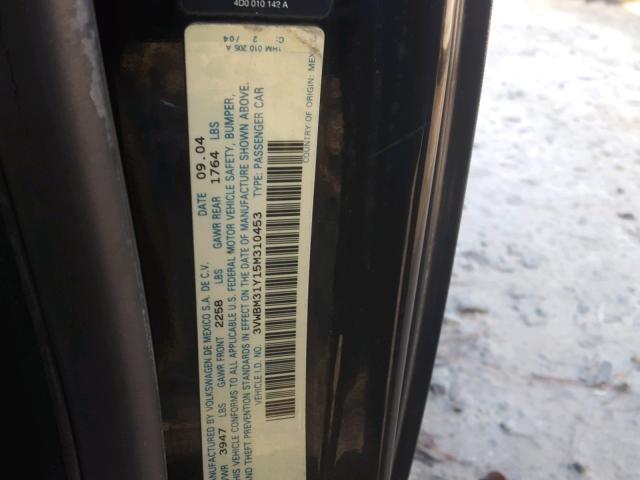 4D0 010 142 A
MANUFACTURED BY VOLKSWAGEN DE MEXICO S.A. DE C.V. DATE 09.04
GVWR 3947 LBS GAWR FRONT 2258 LBS GAWR REAR 1764 LBS
THIS VEHICLE CONFORMS TO ALL APPLICABLE U.S. FEDERAL MOTOR VEHICLE SAFETY, BUMPER,
AND THEFT PREVENTION STANDARDS IN EFFECT ON THE DATE OF MANUFACTURE SHOWN ABOVE.
VEHICLE I.D. NO.: 3VWBM31Y15M310453 TYPE: PASSENGER CAR
COUNTRY OF ORIGIN: MEX
1HM 010 205 A
2/04